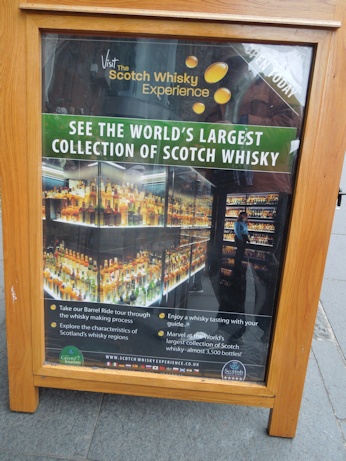 OPEN TODAY
Visit
The
Scotch Whisky
Experience
SEE THE WORLD'S LARGEST
COLLECTION OF SCOTCH WHISKY
Take our Barrel Ride tour through
the whisky making process
Explore the characteristics of
Scotland's whisky regions
Enjoy a whisky tasting with your
guide
Marvel at the World's
largest collection of Scotch
whisky - almost 3,500 bottles!
WWW.SCOTCHWHISKYEXPERIENCE.CO.UK